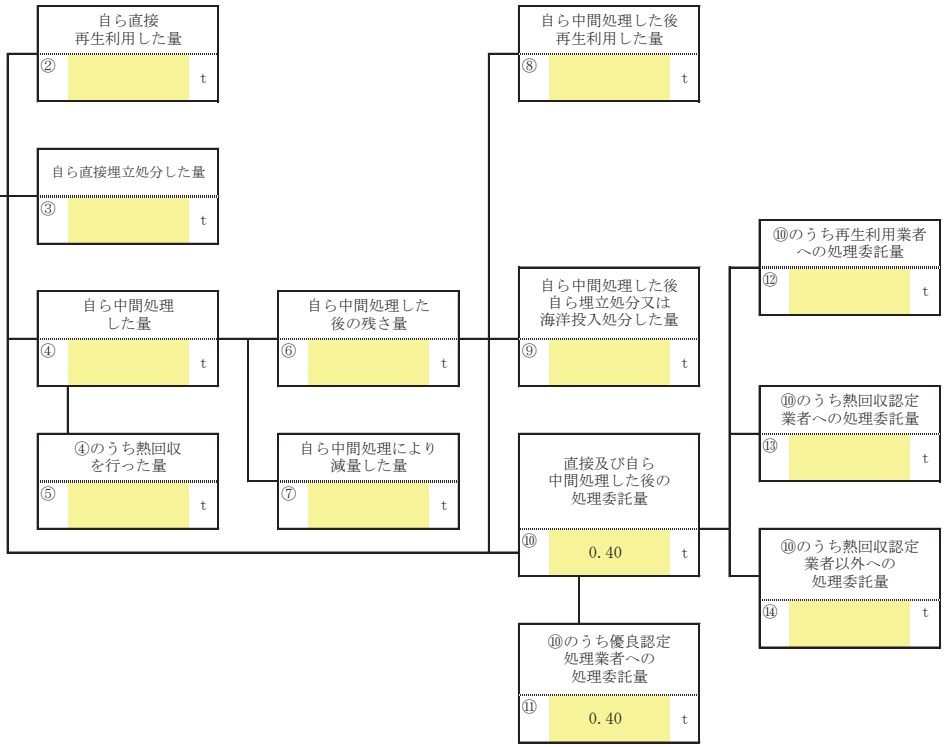 自ら直接
再生利用した量
②
t
自ら直接埋立処分した量
③
t
自ら中間処理
した量
④
t
④のうち熱回収
を行った量
⑤
t
自ら中間処理した
後の残さ量
⑥
t
自ら中間処理により
減量した量
⑦
t
自ら中間処理した後
再生利用した量
⑧
t
自ら中間処理した後
自ら埋立処分又は
海洋投入処分した量
⑨
t
直接及び自ら
中間処理した後の
処理委託量
⑩ 0.40 t
⑩のうち優良認定
処理業者への
処理委託量
⑪ 0.40 t
⑩のうち再生利用業者
への処理委託量
⑫
t
⑩のうち熱回収認定
業者への処理委託量
⑬
t
⑩のうち熱回収認定
業者以外への
処理委託量
⑭
t